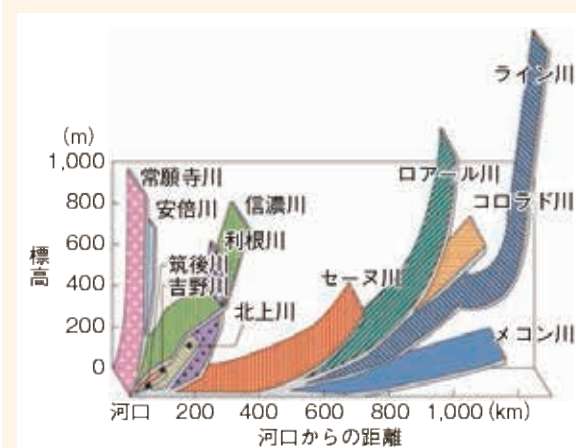 (m)
1,000
800
600
400
200
0
標高
常願寺川
安倍川
信濃川
利根川
筑後川
吉野川
北上川
セーヌ川
ロアール川
コロラド川
ライン川
メコン川
河口 200 400 600 800 1,000 (km)
河口からの距離